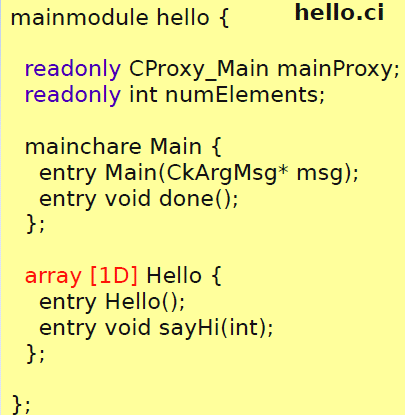 hello.ci
mainmodule hello {
readonly CProxy_Main mainProxy;
readonly int numElements;
mainchare Main {
entry Main(CkArgMsg* msg);
entry void done();
};
array [1D] Hello {
entry Hello();
entry void sayHi(int);
};
};